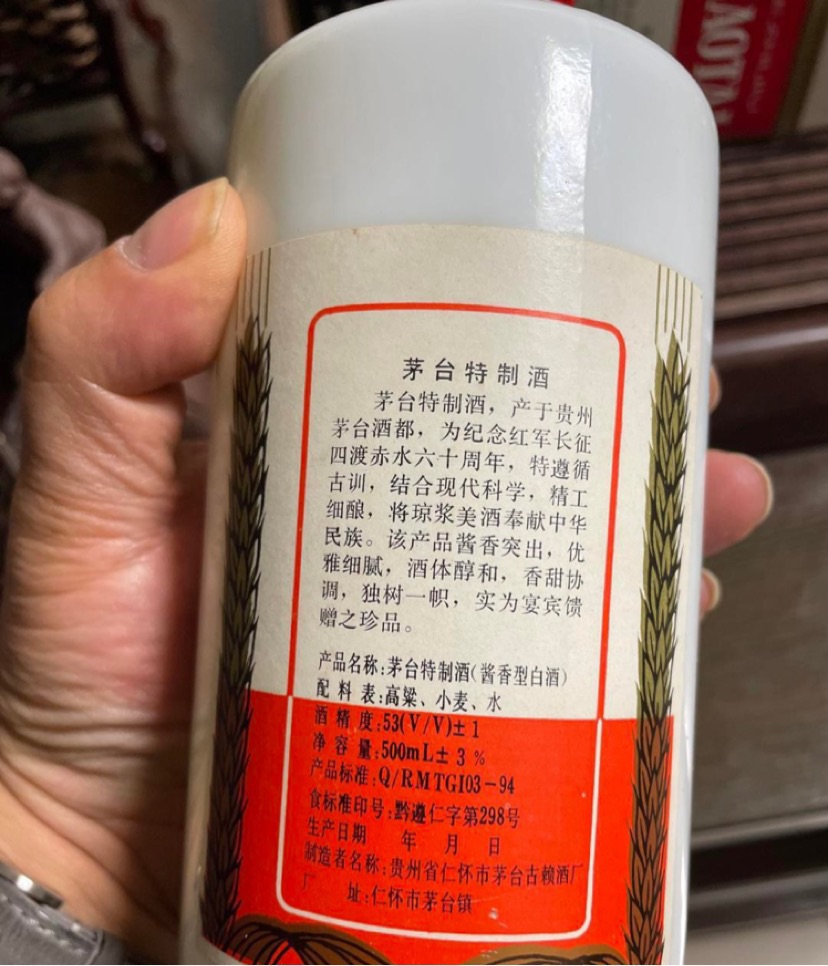 AOTA
茅台特制酒
茅台特制酒，产于贵州
茅台酒都，为纪念红军长征
四渡赤水六十周年，特遵循
古训，结合现代科学，精工
细酿，将琼浆美酒奉献中华
民族。该产品酱香突出，优
雅细腻，酒体醇和，香甜协
调，独树一帜，实为宴宾馈
赠之珍品。
产品名称:茅台特制酒(酱香型白酒)
配料表:高粱、小麦、水
酒精度:53(V/V)±1
净容量:500mL±3%
产品标准:Q/RMTGJ03-94
食标准印号:黔遵仁字第298号
生产日期 年 月 日
制造者名称:贵州省仁怀市茅台古赖酒厂
厂 址:仁怀市茅台镇